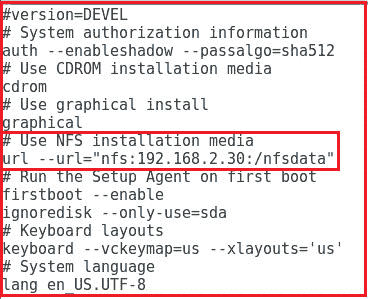 #version=DEVEL
# System authorization information
auth --enableshadow --passalgo=sha512
# Use CDROM installation media
cdrom
# Use graphical install
graphical
# Use NFS installation media
url --url="nfs:192.168.2.30:/nfsdata"
# Run the Setup Agent on first boot
firstboot --enable
ignoredisk --only-use=sda
# Keyboard layouts
keyboard --vckeymap=us --xlayouts='us'
# System language
lang en_US.UTF-8